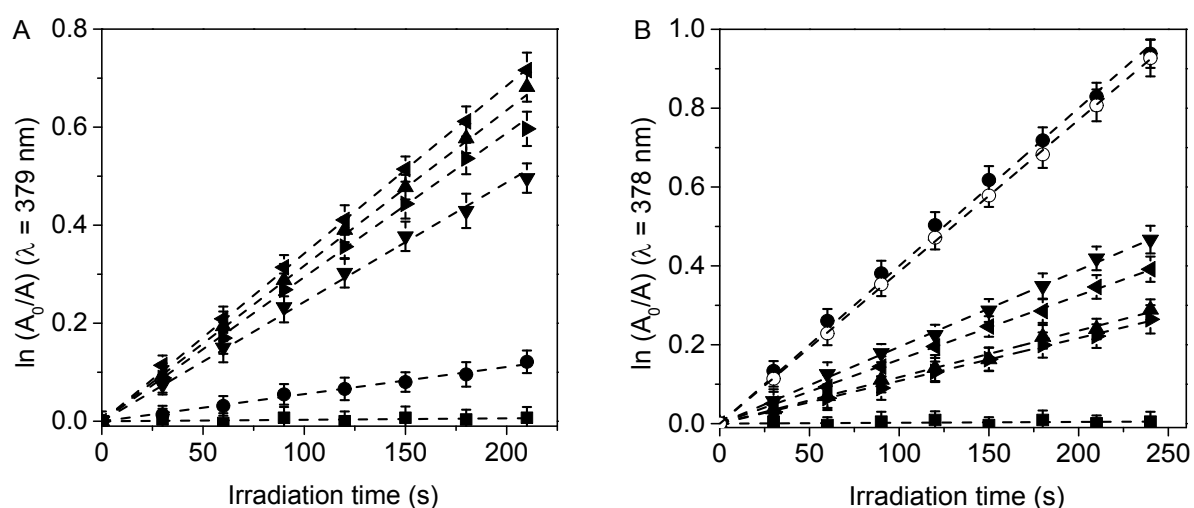 A
ln (A₀/A) (λ = 379 nm)
0.8
0.6
0.4
0.2
0.0
0 50 100 150 200
Irradiation time (s)
B
ln (A₀/A) (λ = 378 nm)
1.0
0.8
0.6
0.4
0.2
0.0
0 50 100 150 200 250
Irradiation time (s)